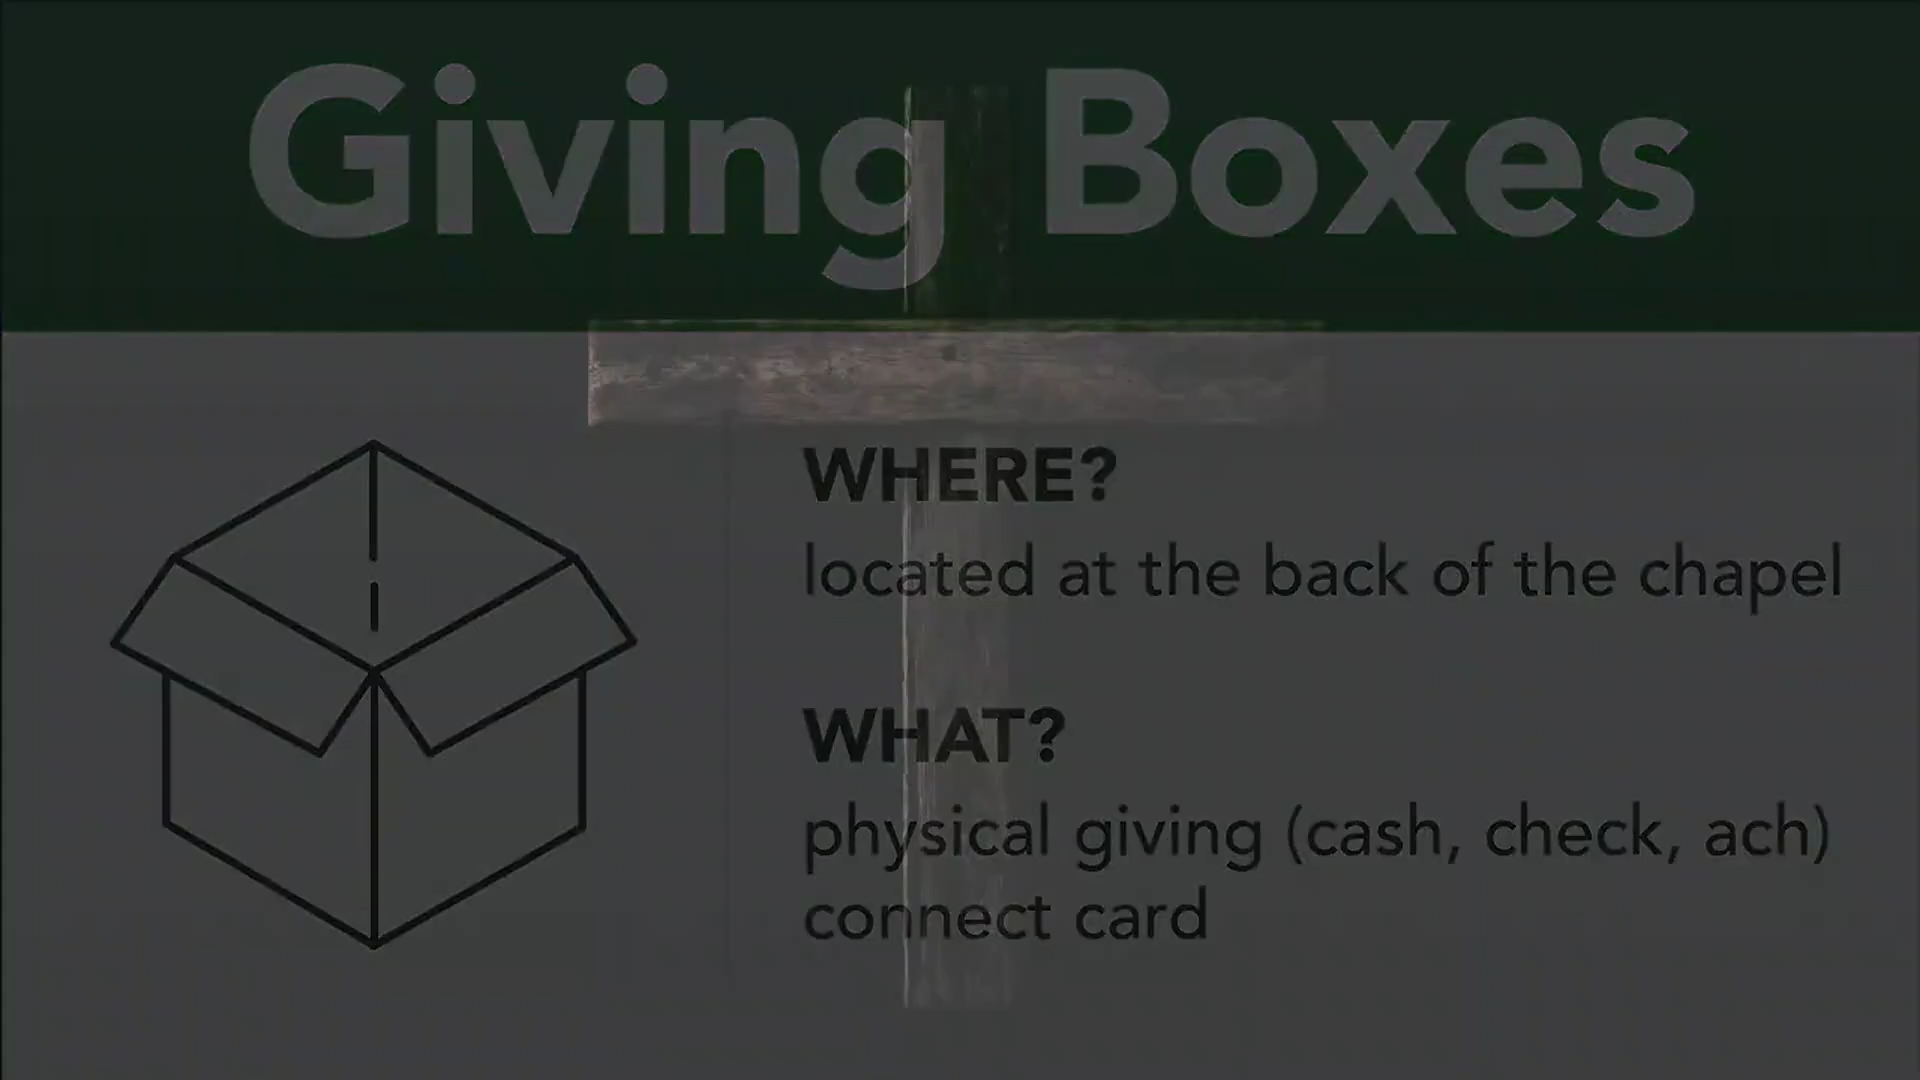 Giving Boxes
WHERE?
located at the back of the chapel
WHAT?
physical giving (cash, check, ach)
connect card